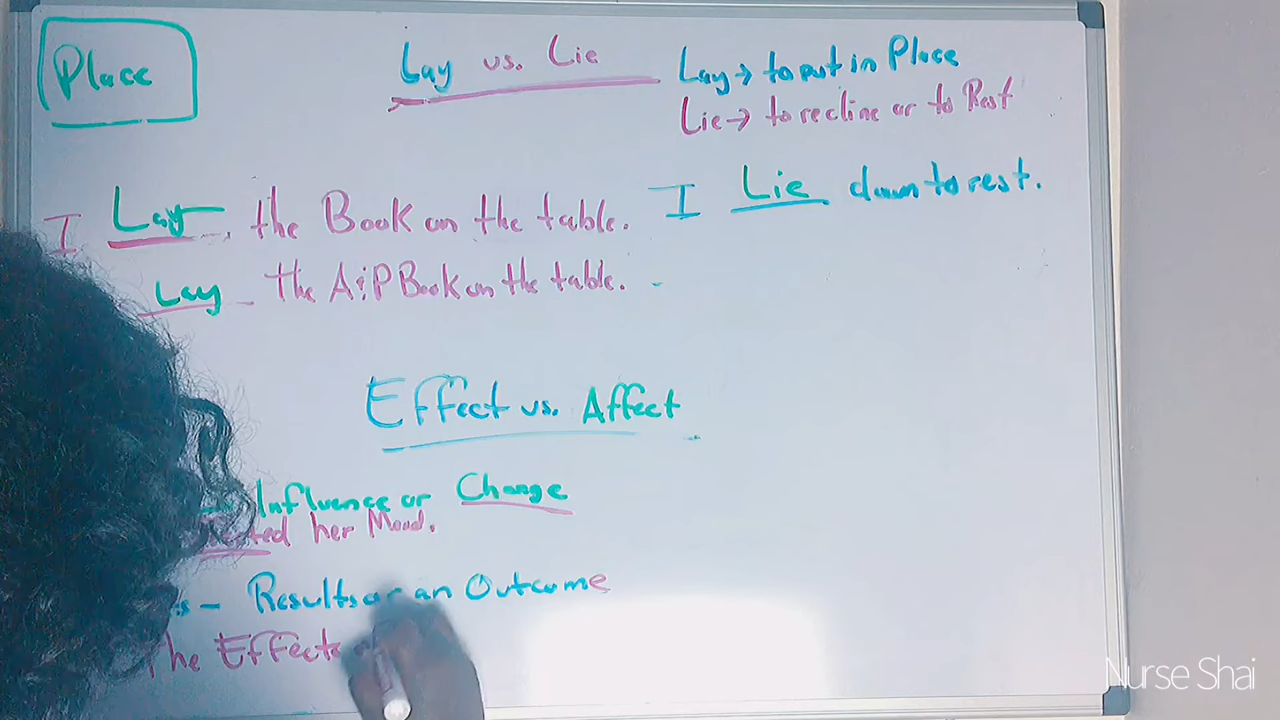 Place
Lay vs. Lie
Lay → to put in Place
Lie → to recline or to Rest
I Lay the Book on the table.
I Lie down to rest.
Lay the A&P Book on the table.
Effect vs. Affect
Influence or Change
her Mood.
- Results or an Outcome
The Effects
Nurse Shai